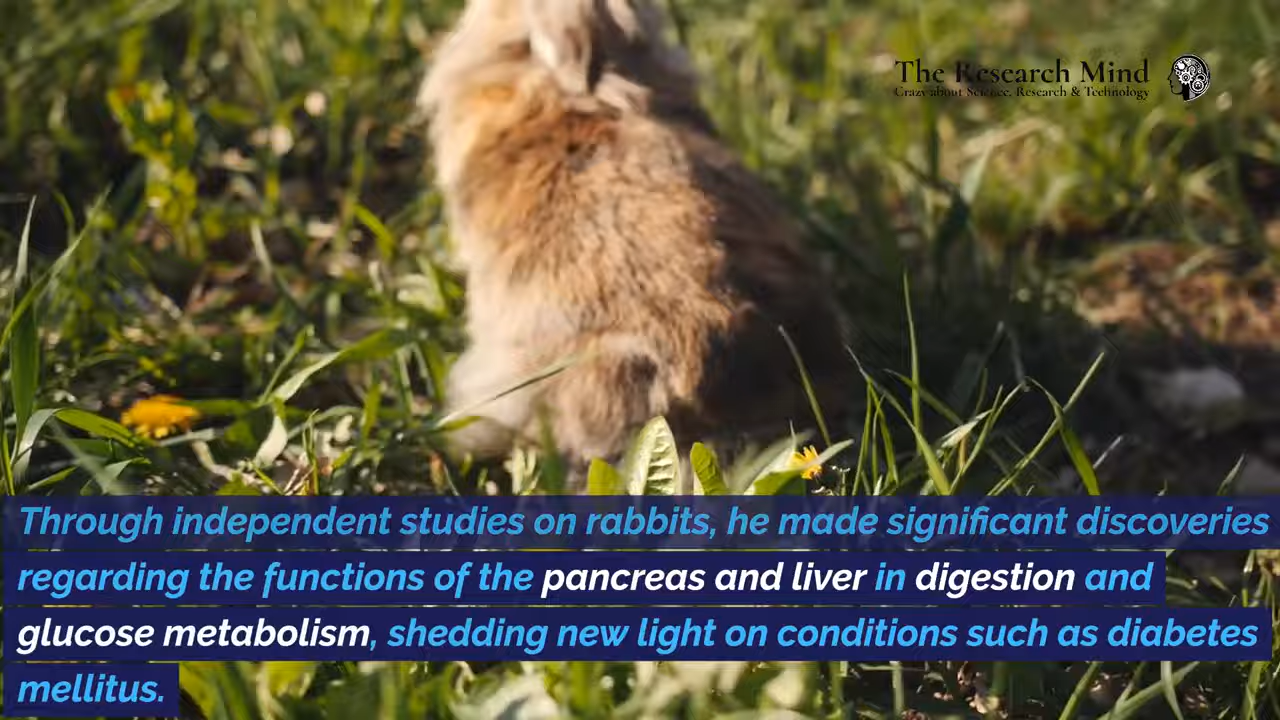 The Research Mind
Crazy about Science, Research & Technology
Through independent studies on rabbits, he made significant discoveries
regarding the functions of the pancreas and liver in digestion and
glucose metabolism, shedding new light on conditions such as diabetes
mellitus.